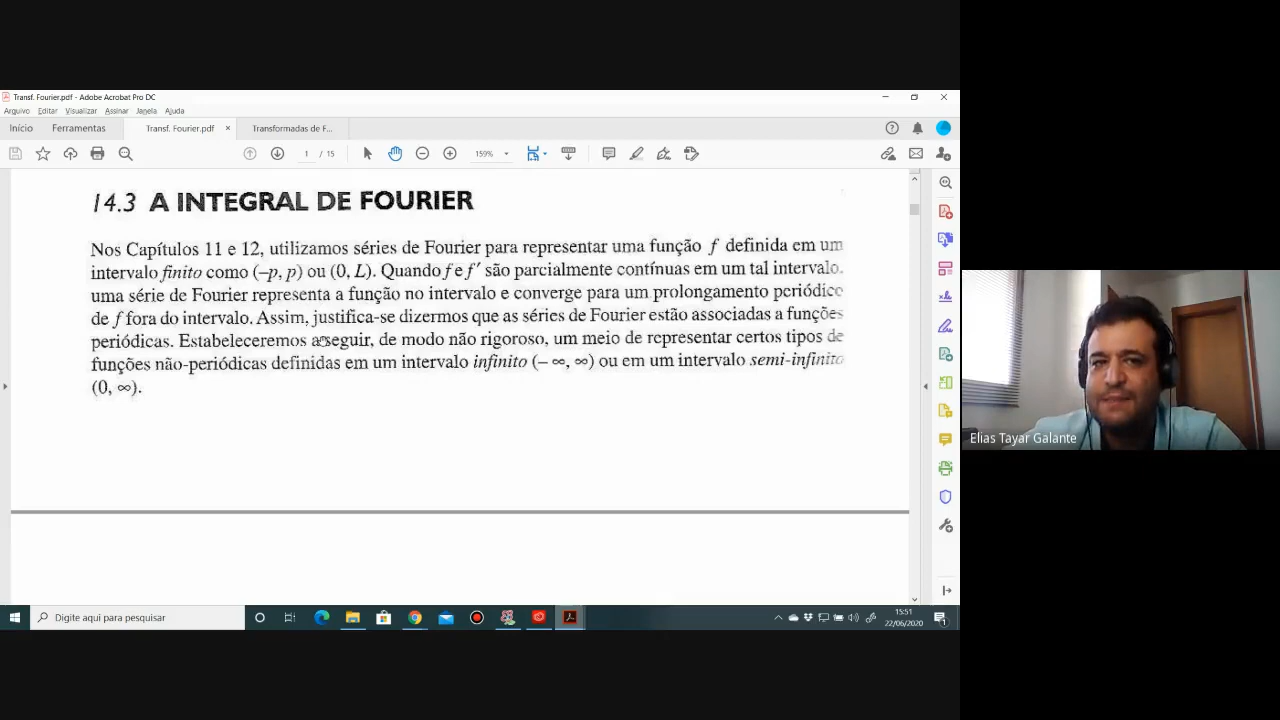 Transf. Fourier.pdf - Adobe Acrobat Pro DC
Arquivo Editar Visualizar Assinar Janela Ajuda
Início Ferramentas Transf. Fourier.pdf × Transformadas de F...
1 / 15 159%
14.3 A INTEGRAL DE FOURIER
Nos Capítulos 11 e 12, utilizamos séries de Fourier para representar uma função f definida em um
intervalo finito como (–p, p) ou (0, L). Quando f e f′ são parcialmente contínuas em um tal intervalo.
uma série de Fourier representa a função no intervalo e converge para um prolongamento periódico
de f fora do intervalo. Assim, justifica-se dizermos que as séries de Fourier estão associadas a funções
periódicas. Estabeleceremos a seguir, de modo não rigoroso, um meio de representar certos tipos de
funções não-periódicas definidas em um intervalo infinito (– ∞, ∞) ou em um intervalo semi-infinito
(0, ∞).
Elias Tayar Galante
Digite aqui para pesquisar
15:51
22/06/2020
1